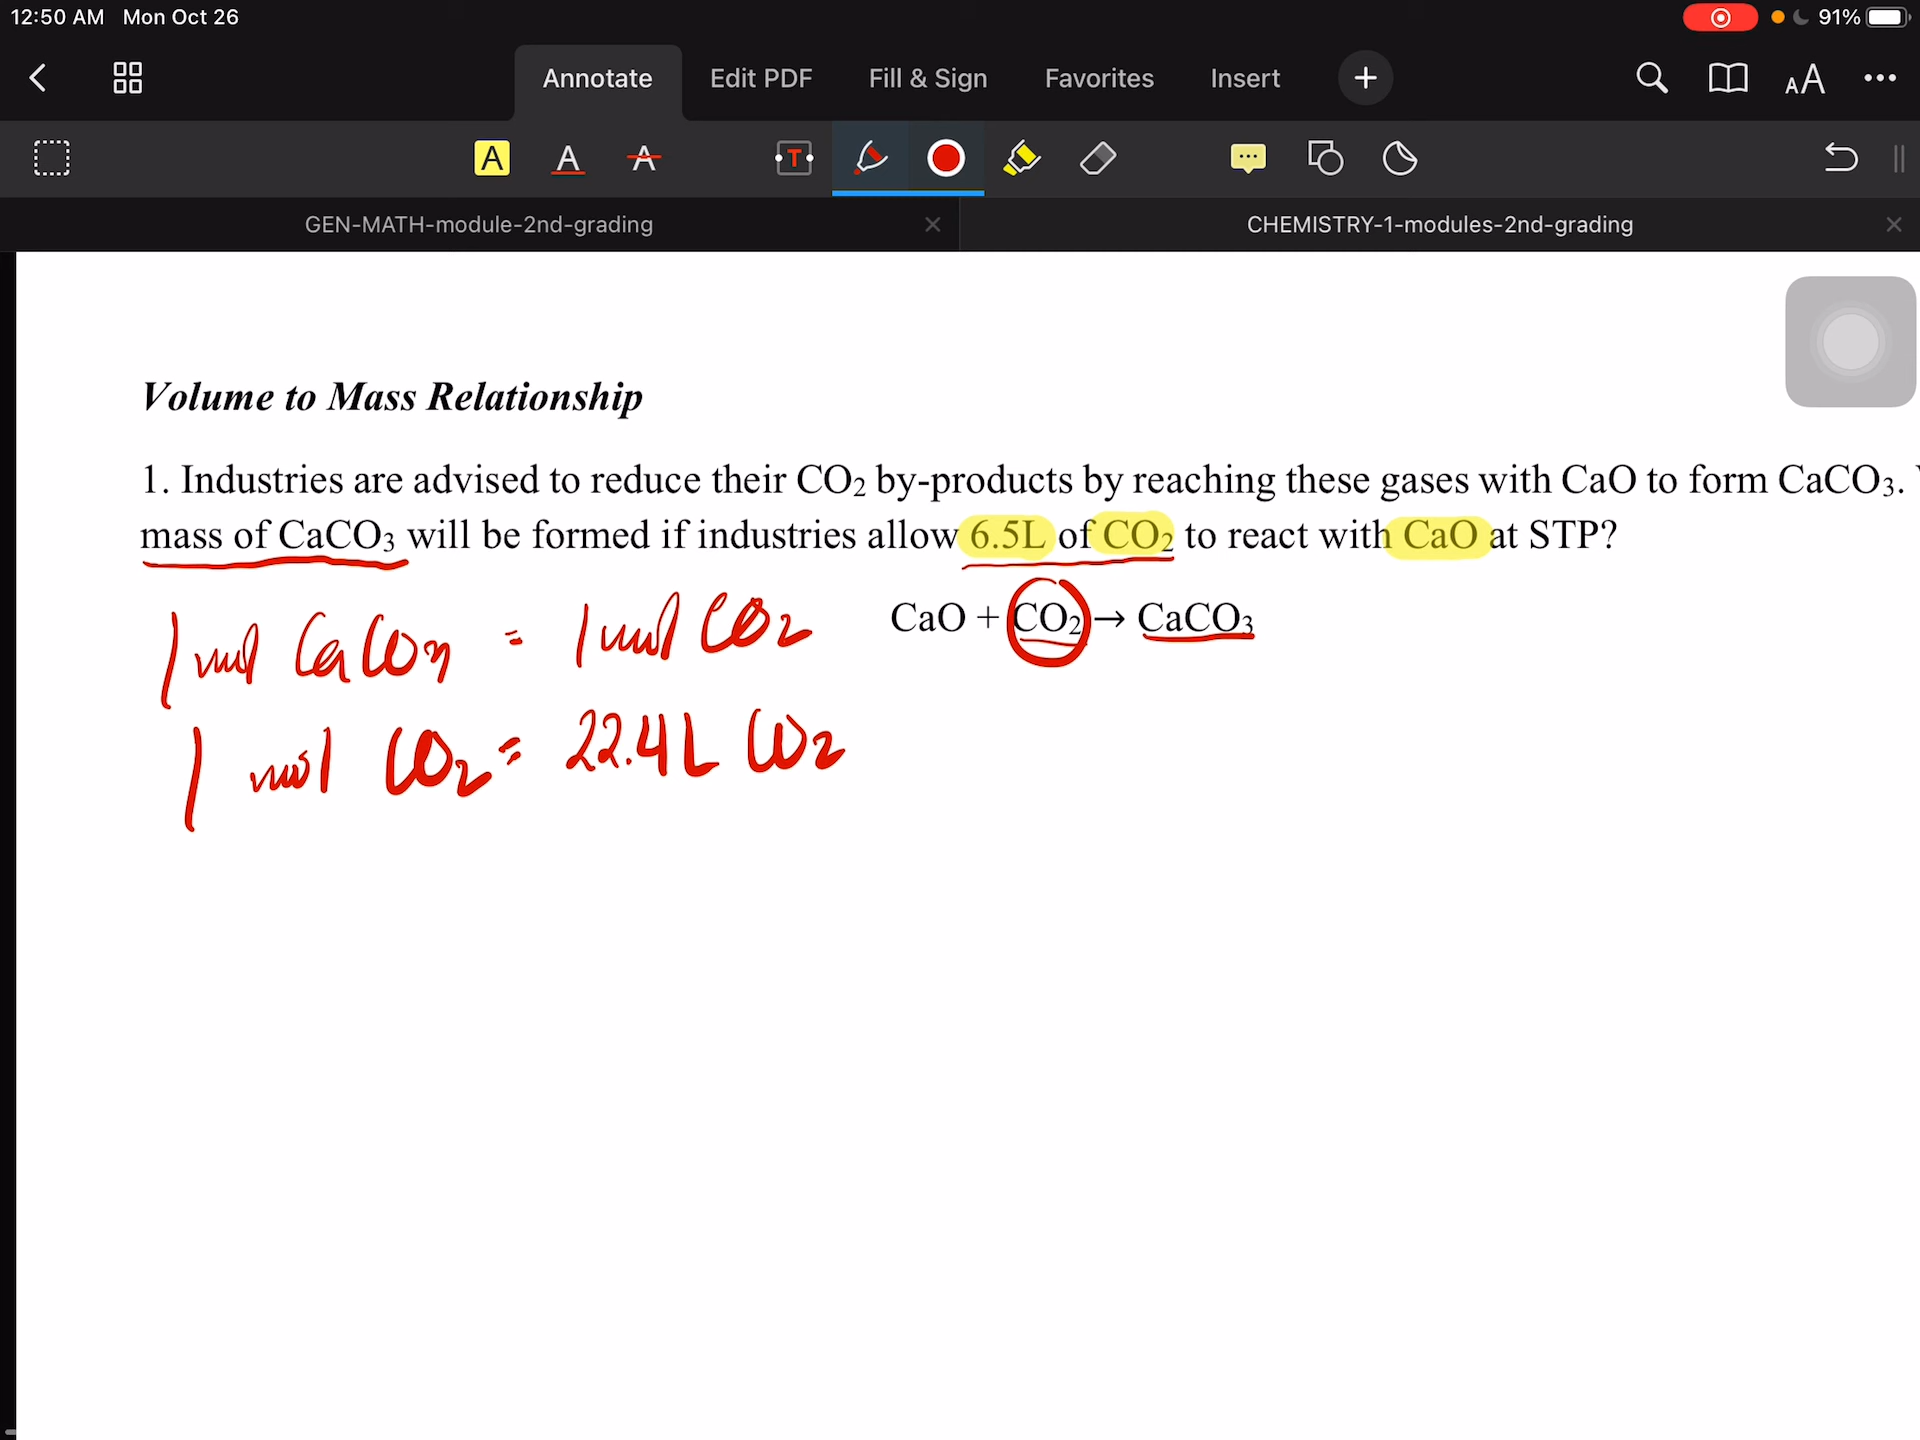 12:50 AM Mon Oct 26
91%
Annotate Edit PDF Fill & Sign Favorites Insert
AA
A A A T
GEN-MATH-module-2nd-grading
CHEMISTRY-1-modules-2nd-grading
Volume to Mass Relationship
1. Industries are advised to reduce their CO₂ by-products by reaching these gases with CaO to form CaCO₃.
mass of CaCO₃ will be formed if industries allow 6.5L of CO₂ to react with CaO at STP?
CaO + CO₂ → CaCO₃
1 mol CaCO₃ = 1 mol CO₂
1 mol CO₂ = 22.4L CO₂